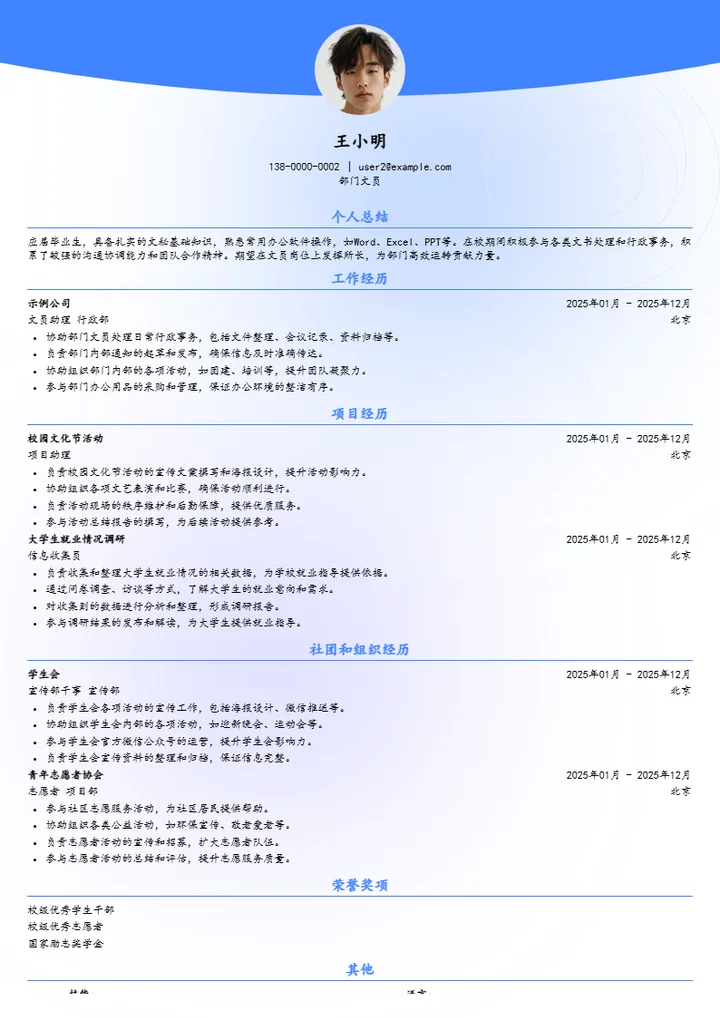 王小明
138-0000-0002 | user2@example.com
部门文员
个人总结
应届毕业生，具备扎实的文秘基础知识，熟悉常用办公软件操作，如Word、Excel、PPT等。在校期间积极参与各类文书处理和行政事务，积
累了较强的沟通协调能力和团队合作精神。期望在文员岗位上发挥所长，为部门高效运转贡献力量。
工作经历
示例公司 2025年01月 - 2025年12月
文员助理 行政部 北京
• 协助部门文员处理日常行政事务，包括文件整理、会议记录、资料归档等。
• 负责部门内部通知的起草和发布，确保信息及时准确传达。
• 协助组织部门内部的各项活动，如团建、培训等，提升团队凝聚力。
• 参与部门办公用品的采购和管理，保证办公环境的整洁有序。
项目经历
校园文化节活动 2025年01月 - 2025年12月
项目助理 北京
• 负责校园文化节活动的宣传文案撰写和海报设计，提升活动影响力。
• 协助组织各项文艺表演和比赛，确保活动顺利进行。
• 负责活动现场的秩序维护和后勤保障，提供优质服务。
• 参与活动总结报告的撰写，为后续活动提供参考。
大学生就业情况调研 2025年01月 - 2025年12月
信息收集员 北京
• 负责收集和整理大学生就业情况的相关数据，为学校就业指导提供依据。
• 通过问卷调查、访谈等方式，了解大学生的就业意向和需求。
• 对收集到的数据进行分析和整理，形成调研报告。
• 参与调研结果的发布和解读，为大学生提供就业指导。
社团和组织经历
学生会 2025年01月 - 2025年12月
宣传部干事 宣传部 北京
• 负责学生会各项活动的宣传工作，包括海报设计、微信推送等。
• 协助组织学生会内部的各项活动，如迎新晚会、运动会等。
• 参与学生会官方微信公众号的运营，提升学生会影响力。
• 负责学生会宣传资料的整理和归档，保证信息完整。
青年志愿者协会 2025年01月 - 2025年12月
志愿者 项目部 北京
• 参与社区志愿服务活动，为社区居民提供帮助。
• 协助组织各类公益活动，如环保宣传、敬老爱老等。
• 负责志愿者活动的宣传和招募，扩大志愿者队伍。
• 参与志愿者活动的总结和评估，提升志愿服务质量。
荣誉奖项
校级优秀学生干部
校级优秀志愿者
国家励志奖学金
其他